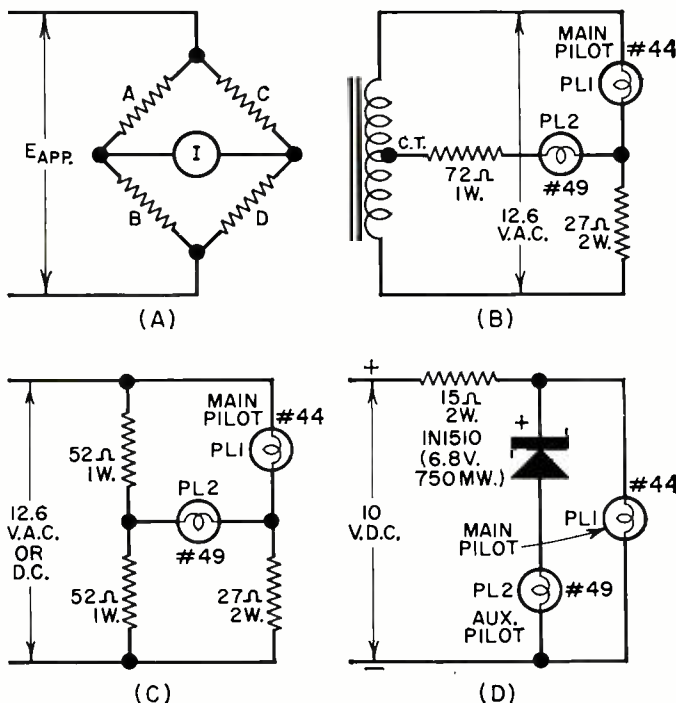 A
C
E APP.
I
B
D
(A)
MAIN
PILOT
#44
PL1
C.T.
PL2
72Ω
1W.
#49
12.6
V.A.C.
27Ω
2W.
(B)
12.6
V.A.C.
OR
D.C.
52Ω
1W.
52Ω
1W.
MAIN
PILOT
#44
PL1
PL2
#49
27Ω
2W.
(C)
+
15Ω
2W.
+
1N1510
(6.8V.
750MW.)
#44
10
V.D.C.
PL1
MAIN
PILOT
PL2
#49
AUX.
PILOT
−
(D)